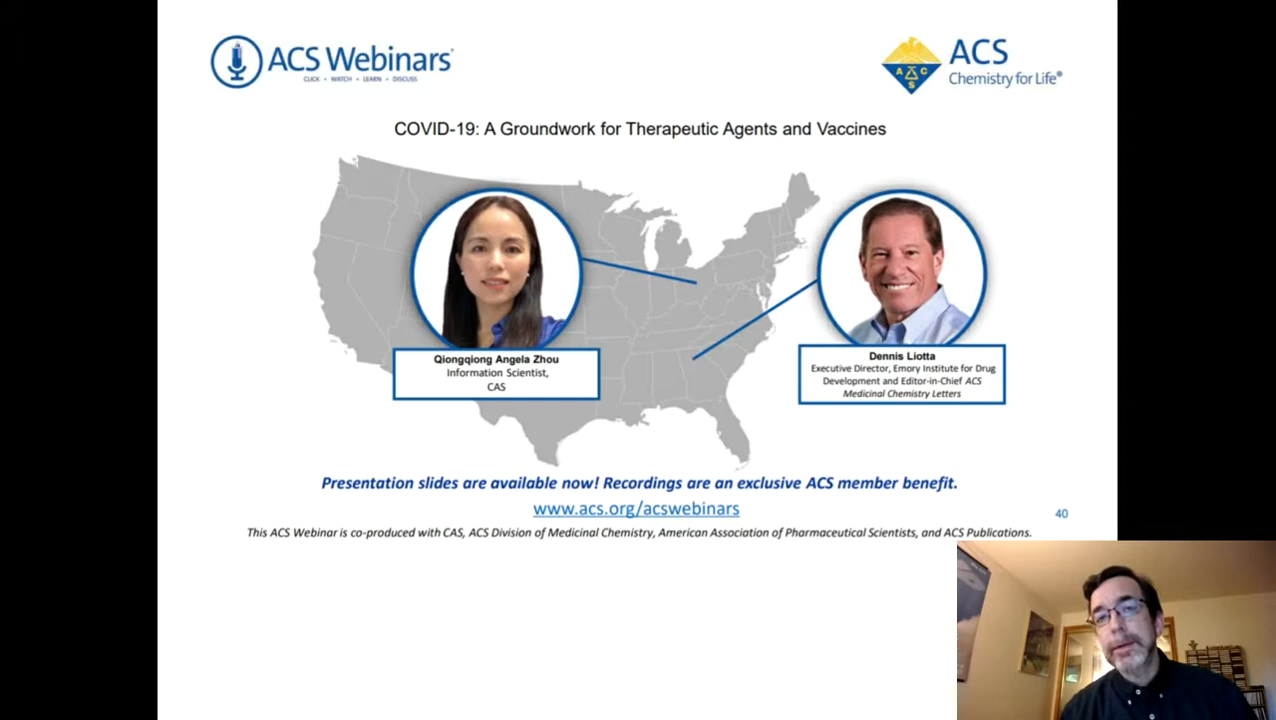 ACS Webinars®
CLICK • WATCH • LEARN • DISCUSS
ACS
Chemistry for Life®
A C S
COVID-19: A Groundwork for Therapeutic Agents and Vaccines
Qiongqiong Angela Zhou
Information Scientist,
CAS
Dennis Liotta
Executive Director, Emory Institute for Drug
Development and Editor-in-Chief ACS
Medicinal Chemistry Letters
Presentation slides are available now! Recordings are an exclusive ACS member benefit.
www.acs.org/acswebinars
40
This ACS Webinar is co-produced with CAS, ACS Division of Medicinal Chemistry, American Association of Pharmaceutical Scientists, and ACS Publications.